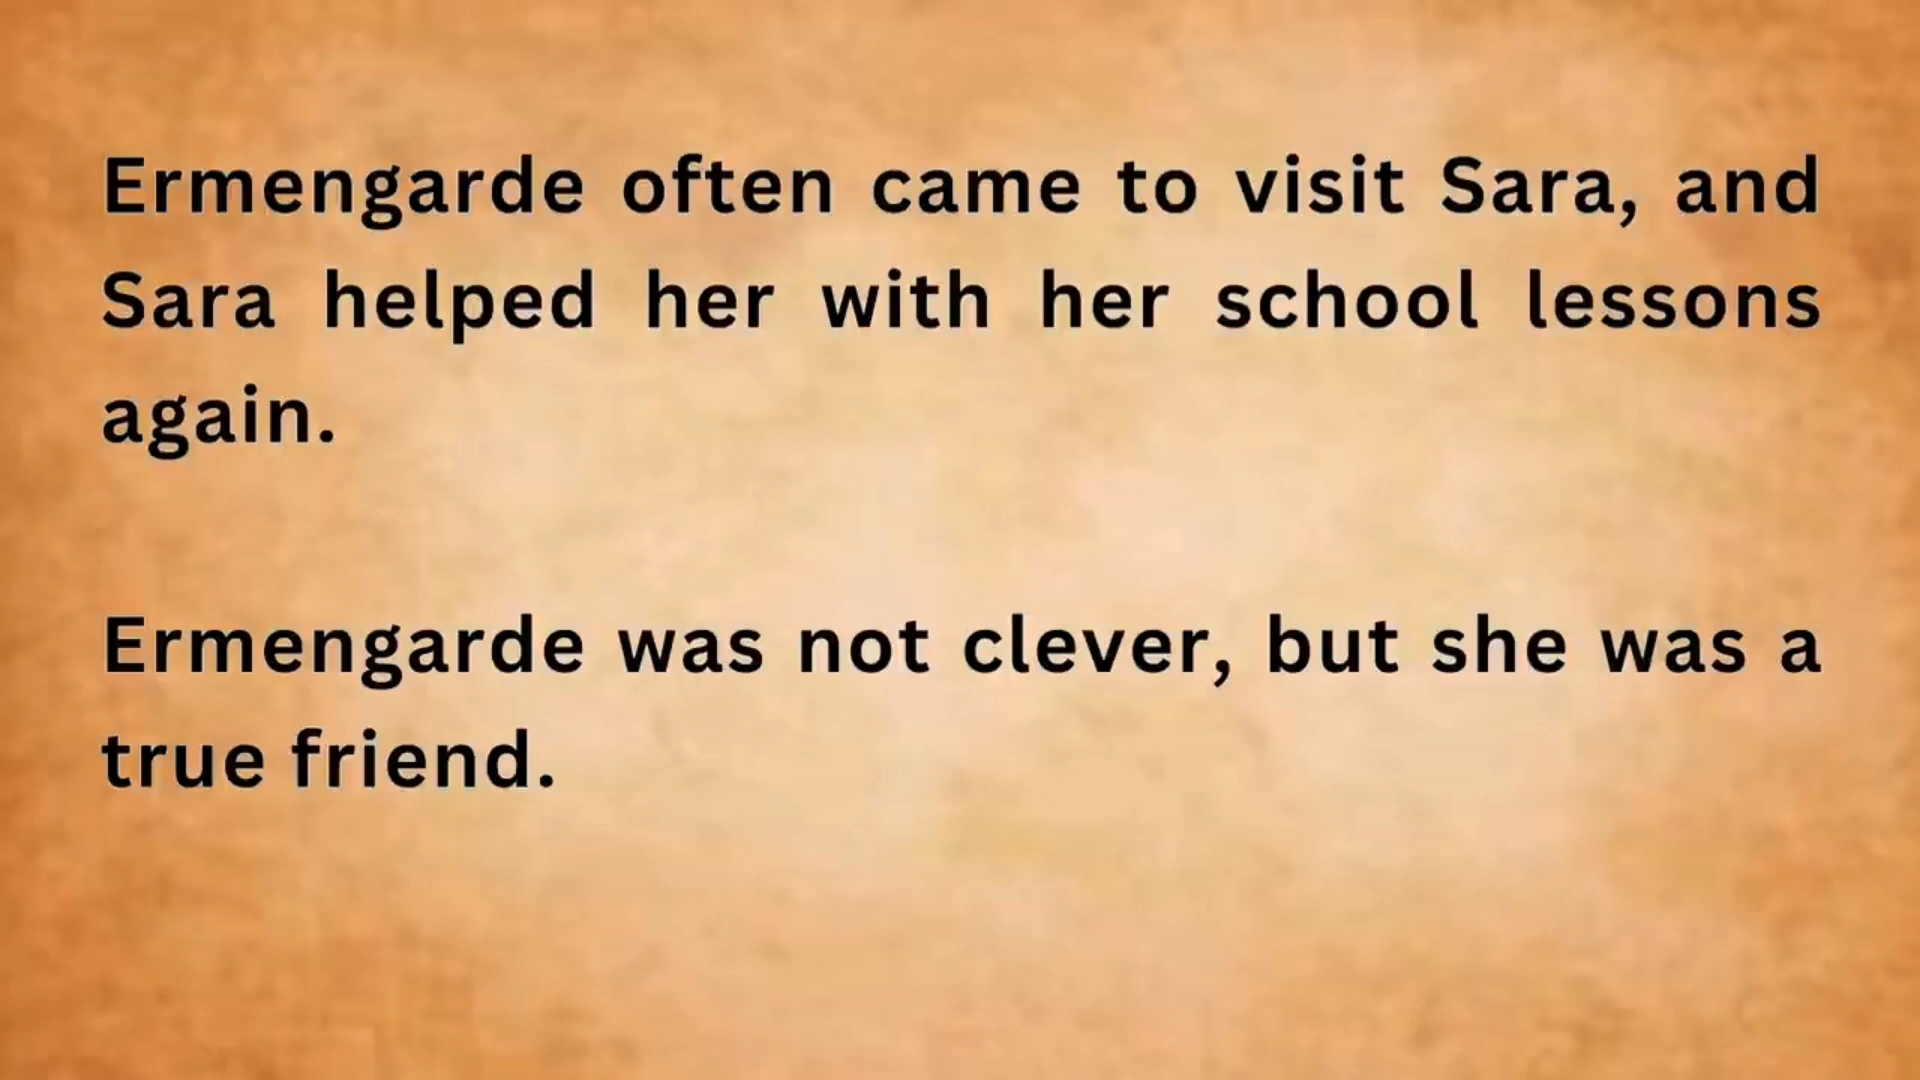 Ermengarde often came to visit Sara, and
Sara helped her with her school lessons
again.
Ermengarde was not clever, but she was a
true friend.